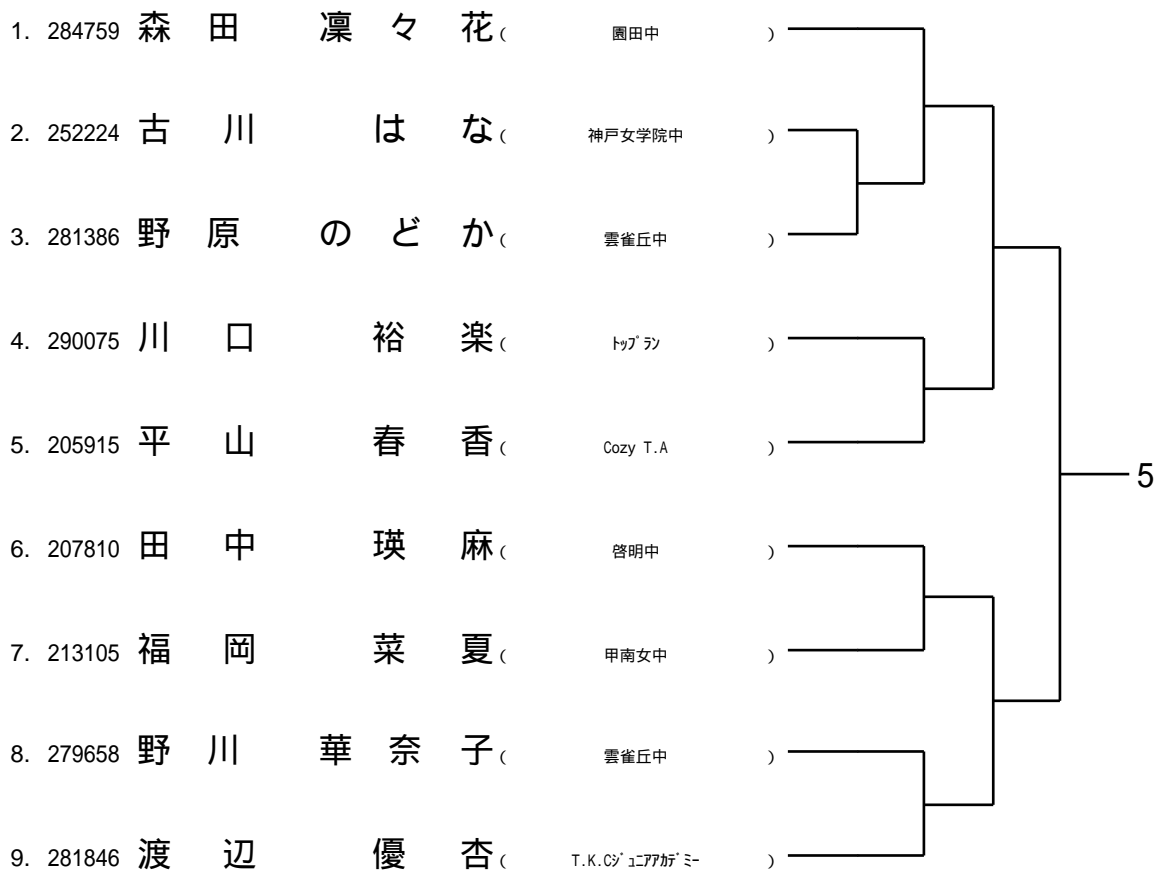 1. 284759 森 田 凜 々 花 ( 園田中 )
2. 252224 古 川 は な ( 神戸女学院中 )
3. 281386 野 原 の ど か ( 雲雀丘中 )
4. 290075 川 口 裕 楽 ( ﾄｯﾌﾟﾗﾝ )
5. 205915 平 山 春 香 ( Cozy T.A )
5
6. 207810 田 中 瑛 麻 ( 啓明中 )
7. 213105 福 岡 菜 夏 ( 甲南女中 )
8. 279658 野 川 華 奈 子 ( 雲雀丘中 )
9. 281846 渡 辺 優 杏 ( T.K.Cｼﾞｭﾆｱｱｶﾃﾞﾐｰ )